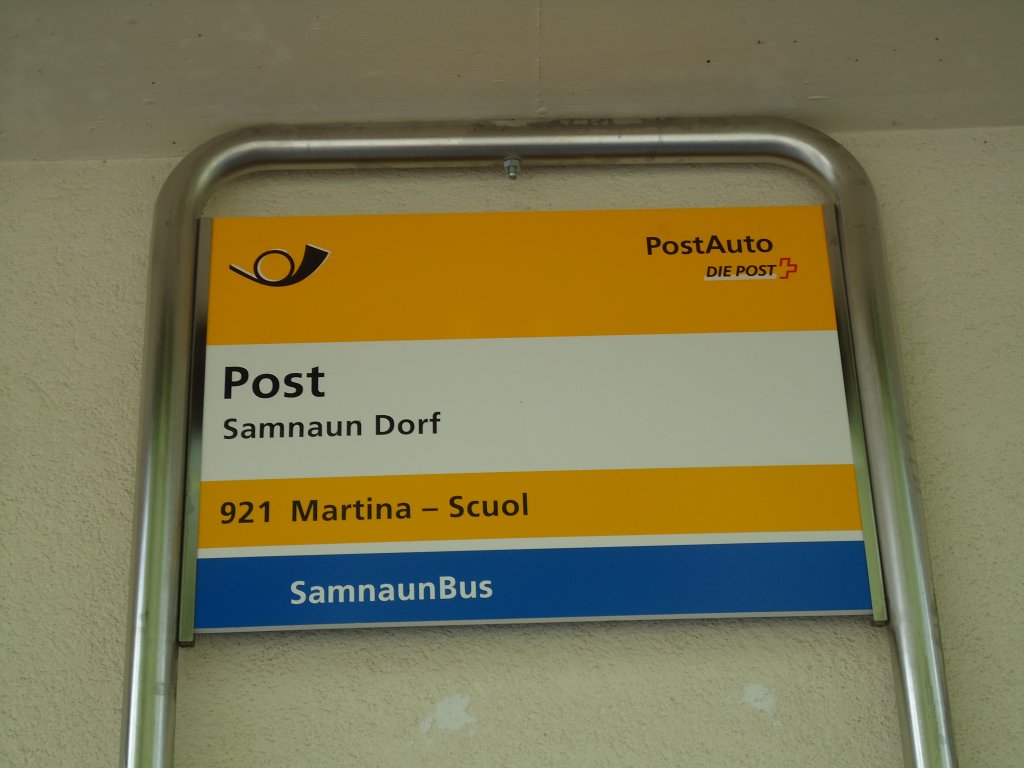 PostAuto
DIE POST
Post
Samnaun Dorf
921 Martina – Scuol
SamnaunBus